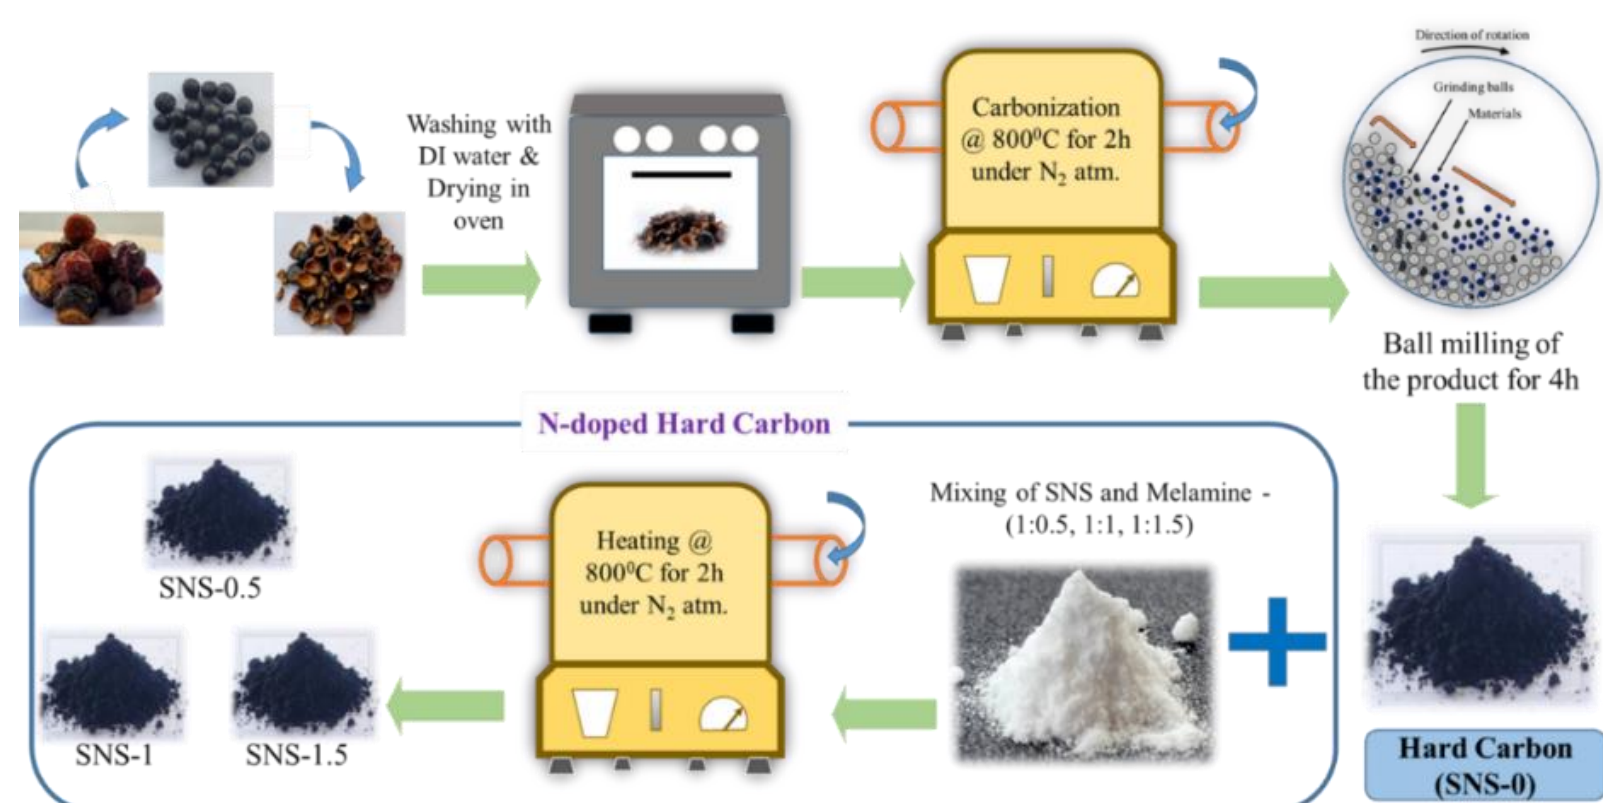 Washing with
DI water &
Drying in
oven
Carbonization
@ 800⁰C for 2h
under N₂ atm.
Direction of rotation
Grinding balls
Materials
Ball milling of
the product for 4h
N-doped Hard Carbon
SNS-0.5
SNS-1
SNS-1.5
Heating @
800⁰C for 2h
under N₂ atm.
Mixing of SNS and Melamine -
(1:0.5, 1:1, 1:1.5)
Hard Carbon
(SNS-0)